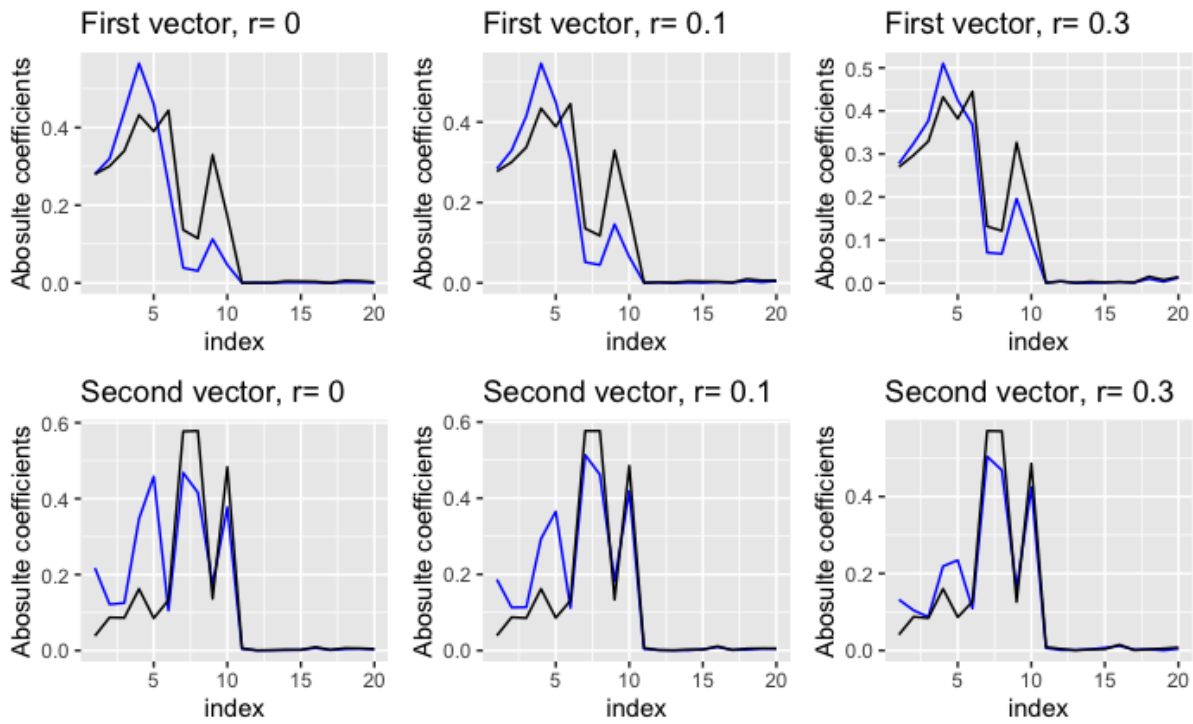 First vector, r= 0
Abosulte coefficients
0.4
0.2
0.0
5
10
15
20
index
First vector, r= 0.1
Abosulte coefficients
0.4
0.2
0.0
5
10
15
20
index
First vector, r= 0.3
Abosulte coefficients
0.5
0.4
0.3
0.2
0.1
0.0
5
10
15
20
index
Second vector, r= 0
Abosulte coefficients
0.6
0.4
0.2
0.0
5
10
15
20
index
Second vector, r= 0.1
Abosulte coefficients
0.6
0.4
0.2
0.0
5
10
15
20
index
Second vector, r= 0.3
Abosulte coefficients
0.4
0.2
0.0
5
10
15
20
index